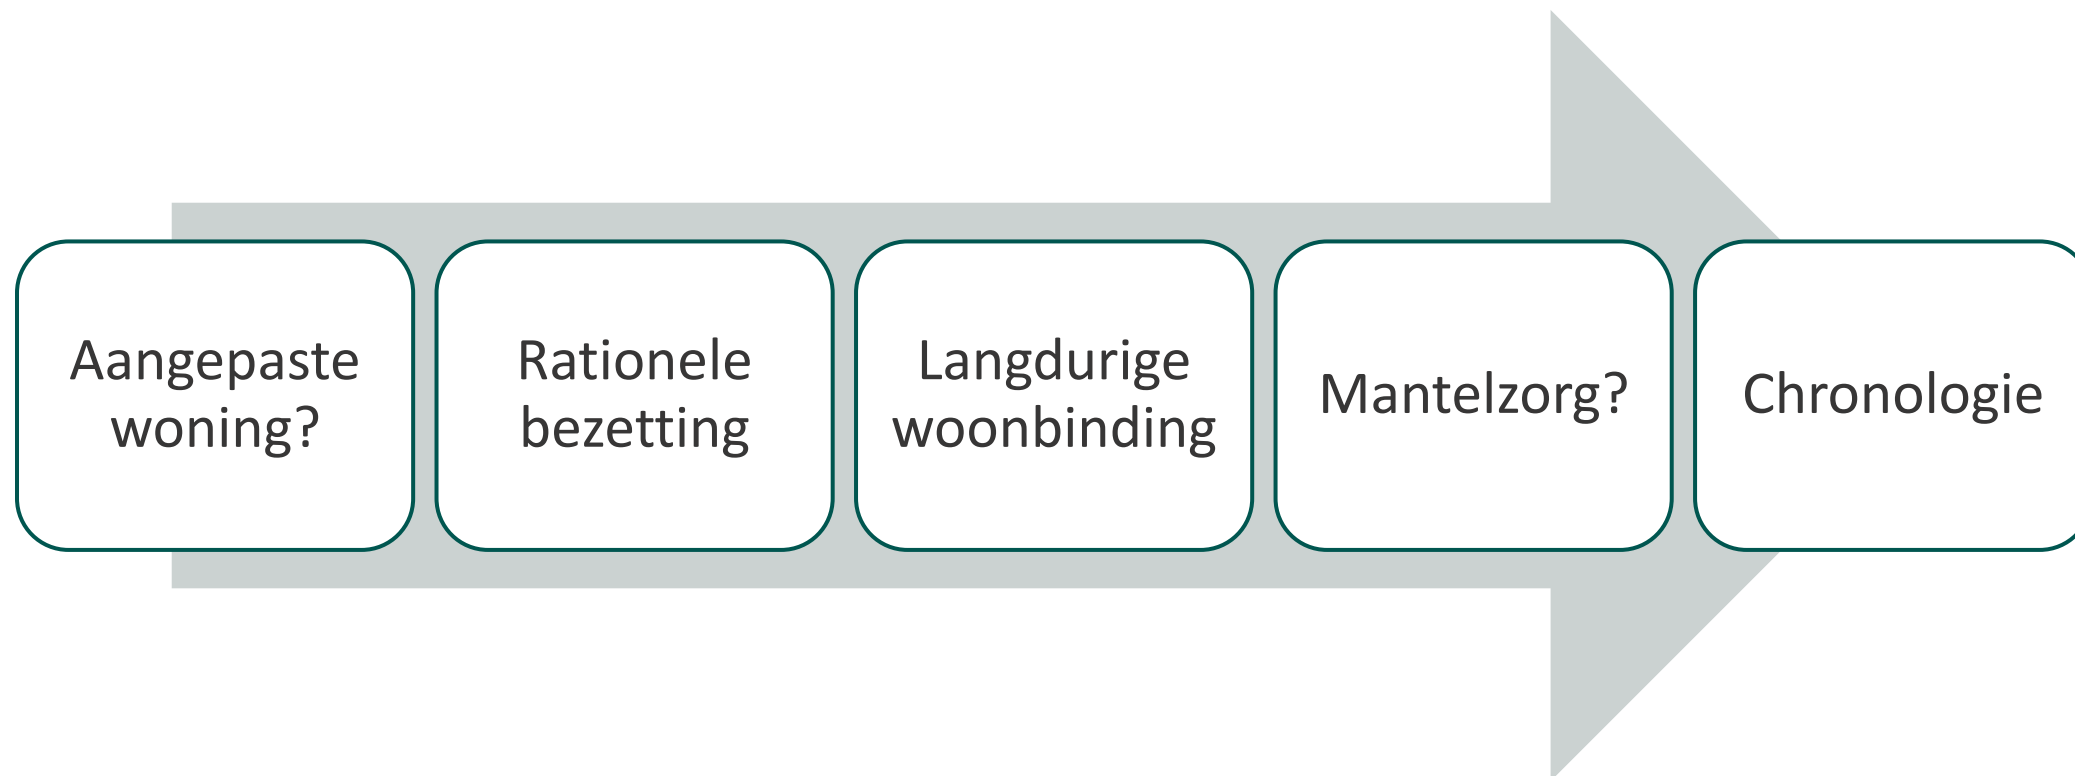 Aangepaste
woning?
Rationele
bezetting
Langdurige
woonbinding
Mantelzorg?
Chronologie